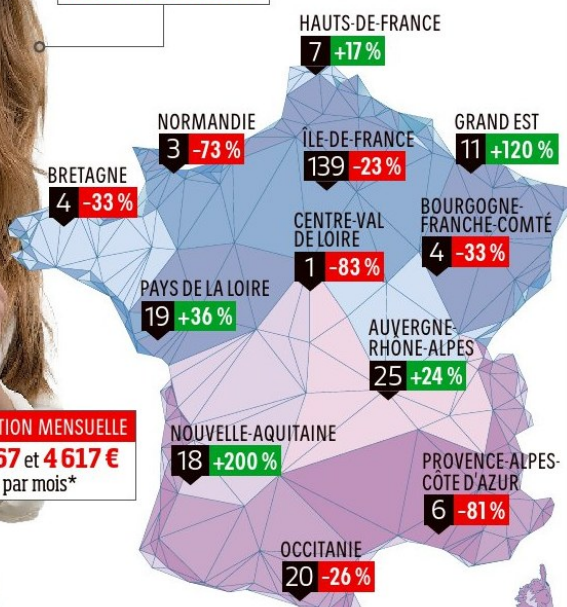 HAUTS-DE-FRANCE
7 +17 %
NORMANDIE
3 -73 %
ÎLE-DE-FRANCE
139 -23 %
GRAND EST
11 +120 %
BRETAGNE
4 -33 %
CENTRE-VAL
DE LOIRE
1 -83 %
BOURGOGNE-
FRANCHE-COMTÉ
4 -33 %
PAYS DE LA LOIRE
19 +36 %
AUVERGNE-
RHÔNE-ALPES
25 +24 %
TION MENSUELLE
67 et 4 617 €
par mois*
NOUVELLE-AQUITAINE
18 +200 %
PROVENCE-ALPES-
CÔTE D'AZUR
6 -81 %
OCCITANIE
20 -26 %